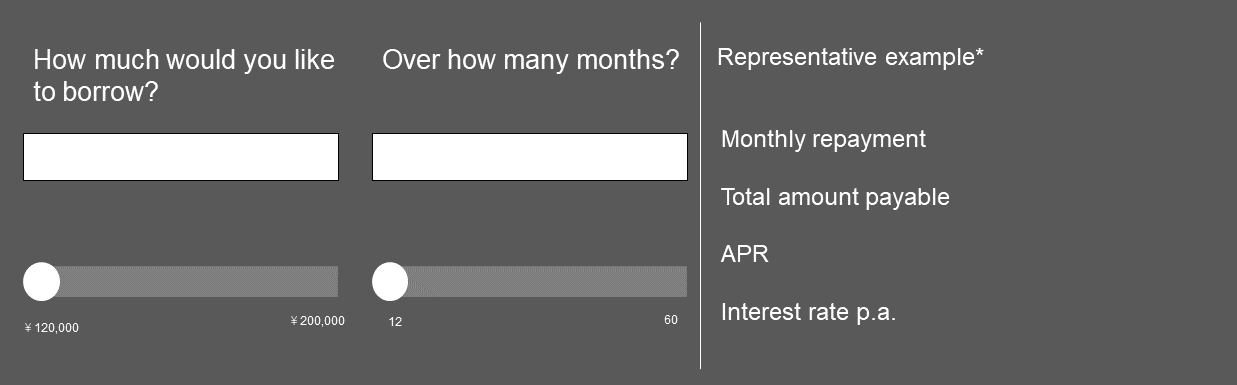 How much would you like
to borrow?
Over how many months?
Representative example*
Monthly repayment
Total amount payable
APR
Interest rate p.a.
¥120,000
¥200,000
12
60